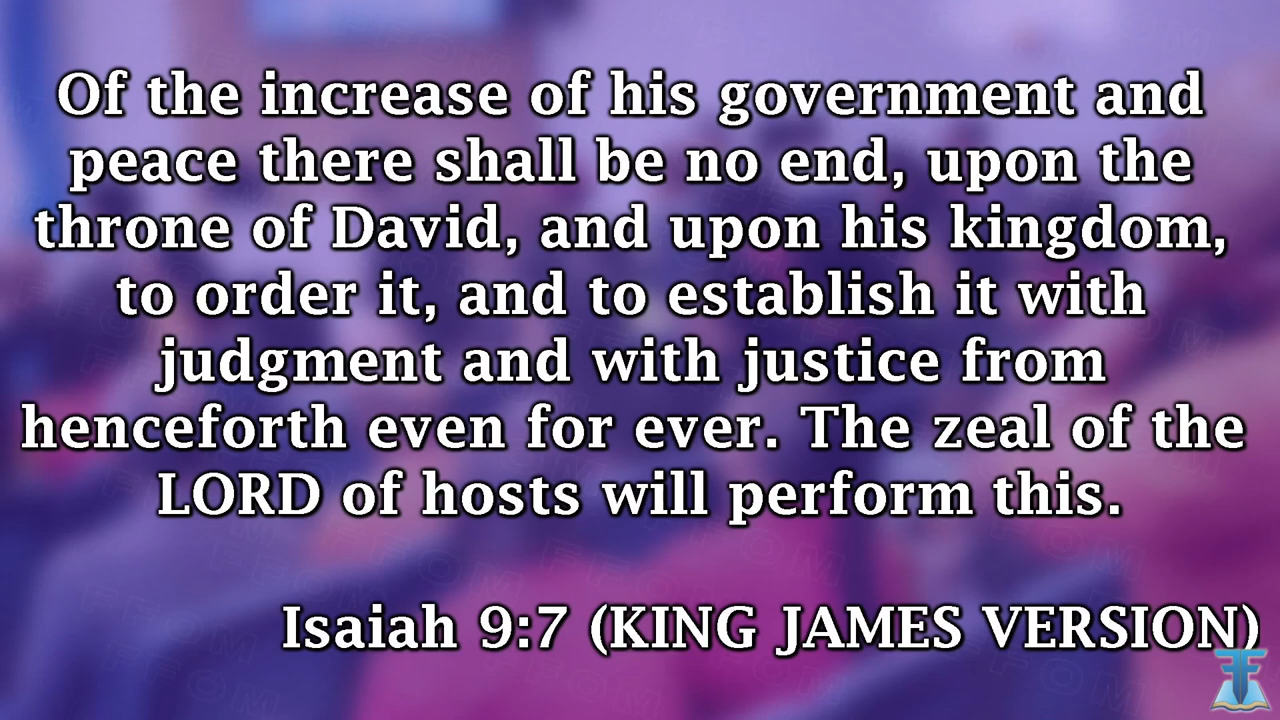 Of the increase of his government and
peace there shall be no end, upon the
throne of David, and upon his kingdom,
to order it, and to establish it with
judgment and with justice from
henceforth even for ever. The zeal of the
LORD of hosts will perform this.
Isaiah 9:7 (KING JAMES VERSION)